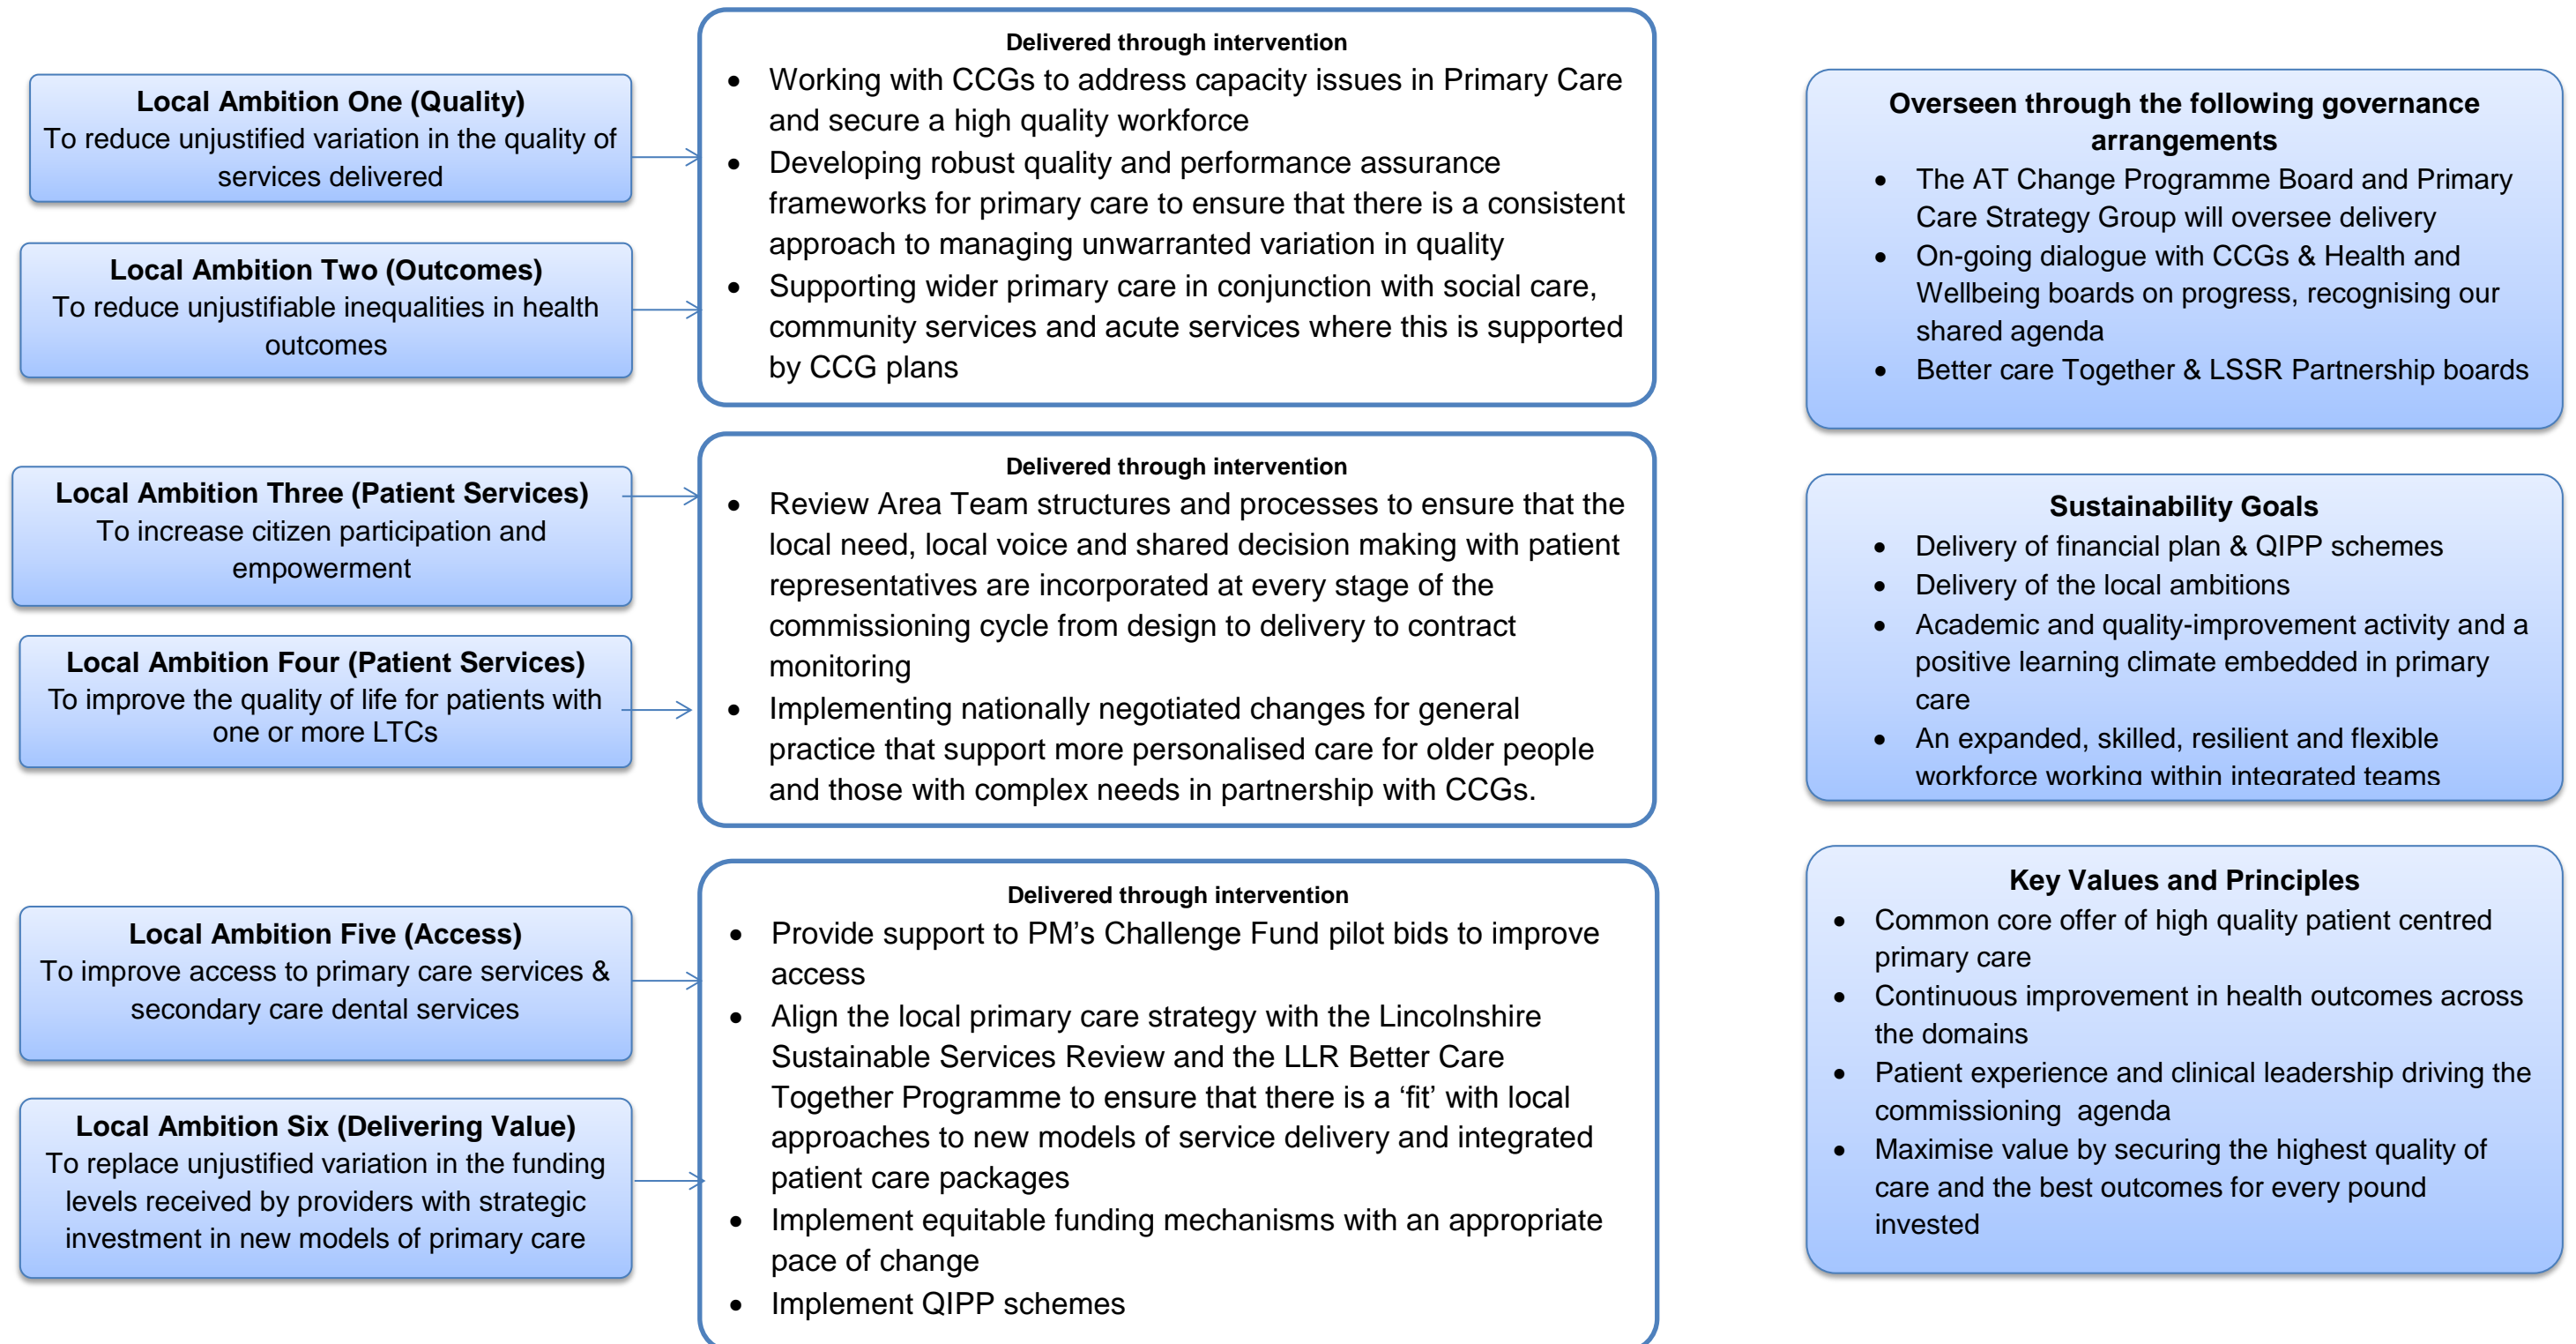 Local Ambition One (Quality)
To reduce unjustified variation in the quality of
services delivered
Local Ambition Two (Outcomes)
To reduce unjustifiable inequalities in health
outcomes
Delivered through intervention
• Working with CCGs to address capacity issues in Primary Care
and secure a high quality workforce
• Developing robust quality and performance assurance
frameworks for primary care to ensure that there is a consistent
approach to managing unwarranted variation in quality
• Supporting wider primary care in conjunction with social care,
community services and acute services where this is supported
by CCG plans
Local Ambition Three (Patient Services)
To increase citizen participation and
empowerment
Local Ambition Four (Patient Services)
To improve the quality of life for patients with
one or more LTCs
Delivered through intervention
• Review Area Team structures and processes to ensure that the
local need, local voice and shared decision making with patient
representatives are incorporated at every stage of the
commissioning cycle from design to delivery to contract
monitoring
• Implementing nationally negotiated changes for general
practice that support more personalised care for older people
and those with complex needs in partnership with CCGs.
Local Ambition Five (Access)
To improve access to primary care services &
secondary care dental services
Local Ambition Six (Delivering Value)
To replace unjustified variation in the funding
levels received by providers with strategic
investment in new models of primary care
Delivered through intervention
• Provide support to PM's Challenge Fund pilot bids to improve
access
• Align the local primary care strategy with the Lincolnshire
Sustainable Services Review and the LLR Better Care
Together Programme to ensure that there is a ‘fit’ with local
approaches to new models of service delivery and integrated
patient care packages
• Implement equitable funding mechanisms with an appropriate
pace of change
• Implement QIPP schemes
Overseen through the following governance
arrangements
• The AT Change Programme Board and Primary
Care Strategy Group will oversee delivery
• On-going dialogue with CCGs & Health and
Wellbeing boards on progress, recognising our
shared agenda
• Better care Together & LSSR Partnership boards
Sustainability Goals
• Delivery of financial plan & QIPP schemes
• Delivery of the local ambitions
• Academic and quality-improvement activity and a
positive learning climate embedded in primary
care
• An expanded, skilled, resilient and flexible
workforce working within integrated teams
Key Values and Principles
• Common core offer of high quality patient centred
primary care
• Continuous improvement in health outcomes across
the domains
• Patient experience and clinical leadership driving the
commissioning agenda
• Maximise value by securing the highest quality of
care and the best outcomes for every pound
invested